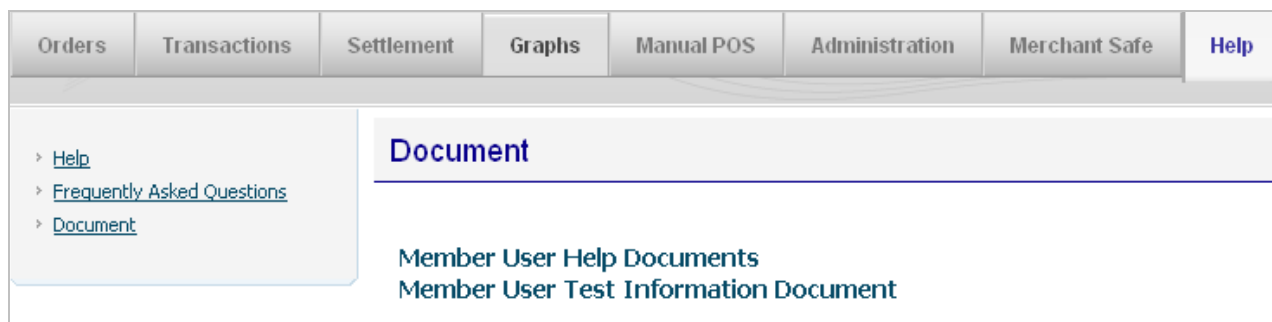 Orders Transactions Settlement Graphs Manual POS Administration Merchant Safe Help
Help
Frequently Asked Questions
Document
Document
Member User Help Documents
Member User Test Information Document